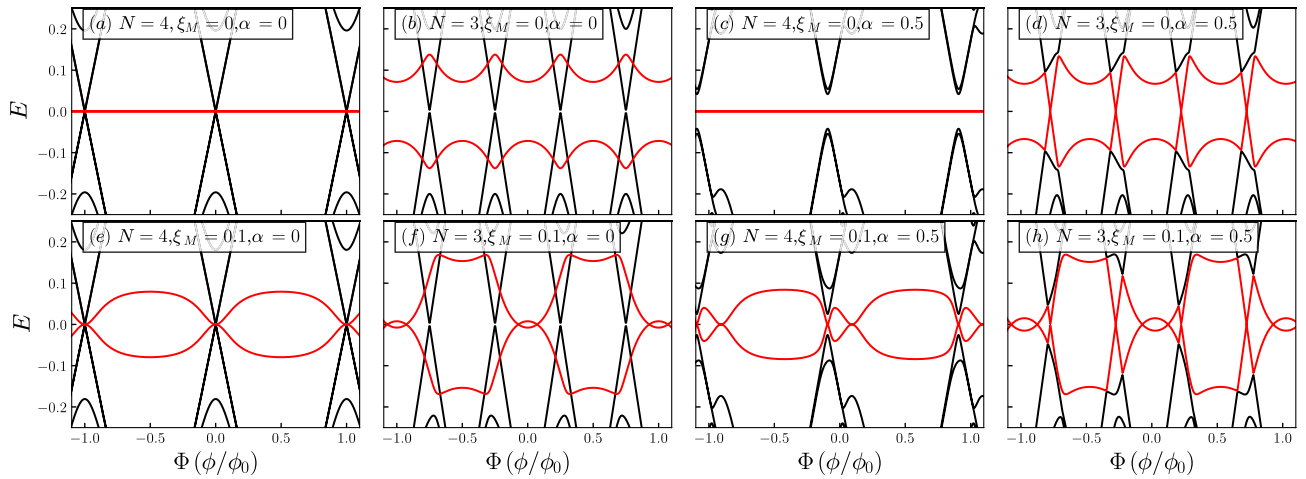 (a) N = 4, ξ_M = 0,α = 0
(b) N = 3,ξ_M = 0,α = 0
(c) N = 4,ξ_M = 0,α = 0.5
(d) N = 3,ξ_M = 0,α = 0.5
E
0.2
0.1
0.0
−0.1
−0.2
(e) N = 4,ξ_M = 0.1,α = 0
(f) N = 3,ξ_M = 0.1,α = 0
(g) N = 4,ξ_M = 0.1,α = 0.5
(h) N = 3,ξ_M = 0.1,α = 0.5
E
0.2
0.1
0.0
−0.1
−0.2
−1.0 −0.5 0.0 0.5 1.0
−1.0 −0.5 0.0 0.5 1.0
−1.0 −0.5 0.0 0.5 1.0
−1.0 −0.5 0.0 0.5 1.0
Φ (ϕ/ϕ₀)
Φ (ϕ/ϕ₀)
Φ (ϕ/ϕ₀)
Φ (ϕ/ϕ₀)